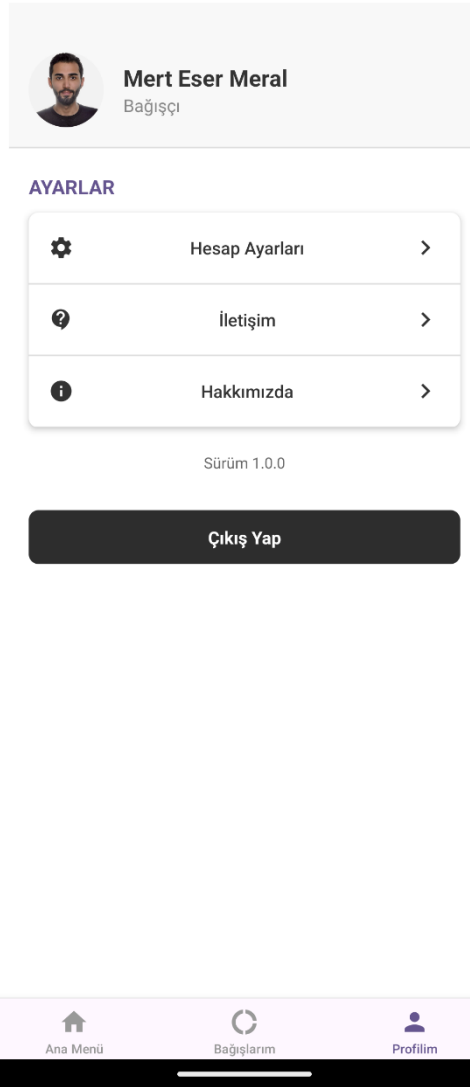 Mert Eser Meral
Bağışçı
AYARLAR
Hesap Ayarları
İletişim
Hakkımızda
Sürüm 1.0.0
Çıkış Yap
Ana Menü
Bağışlarım
Profilim